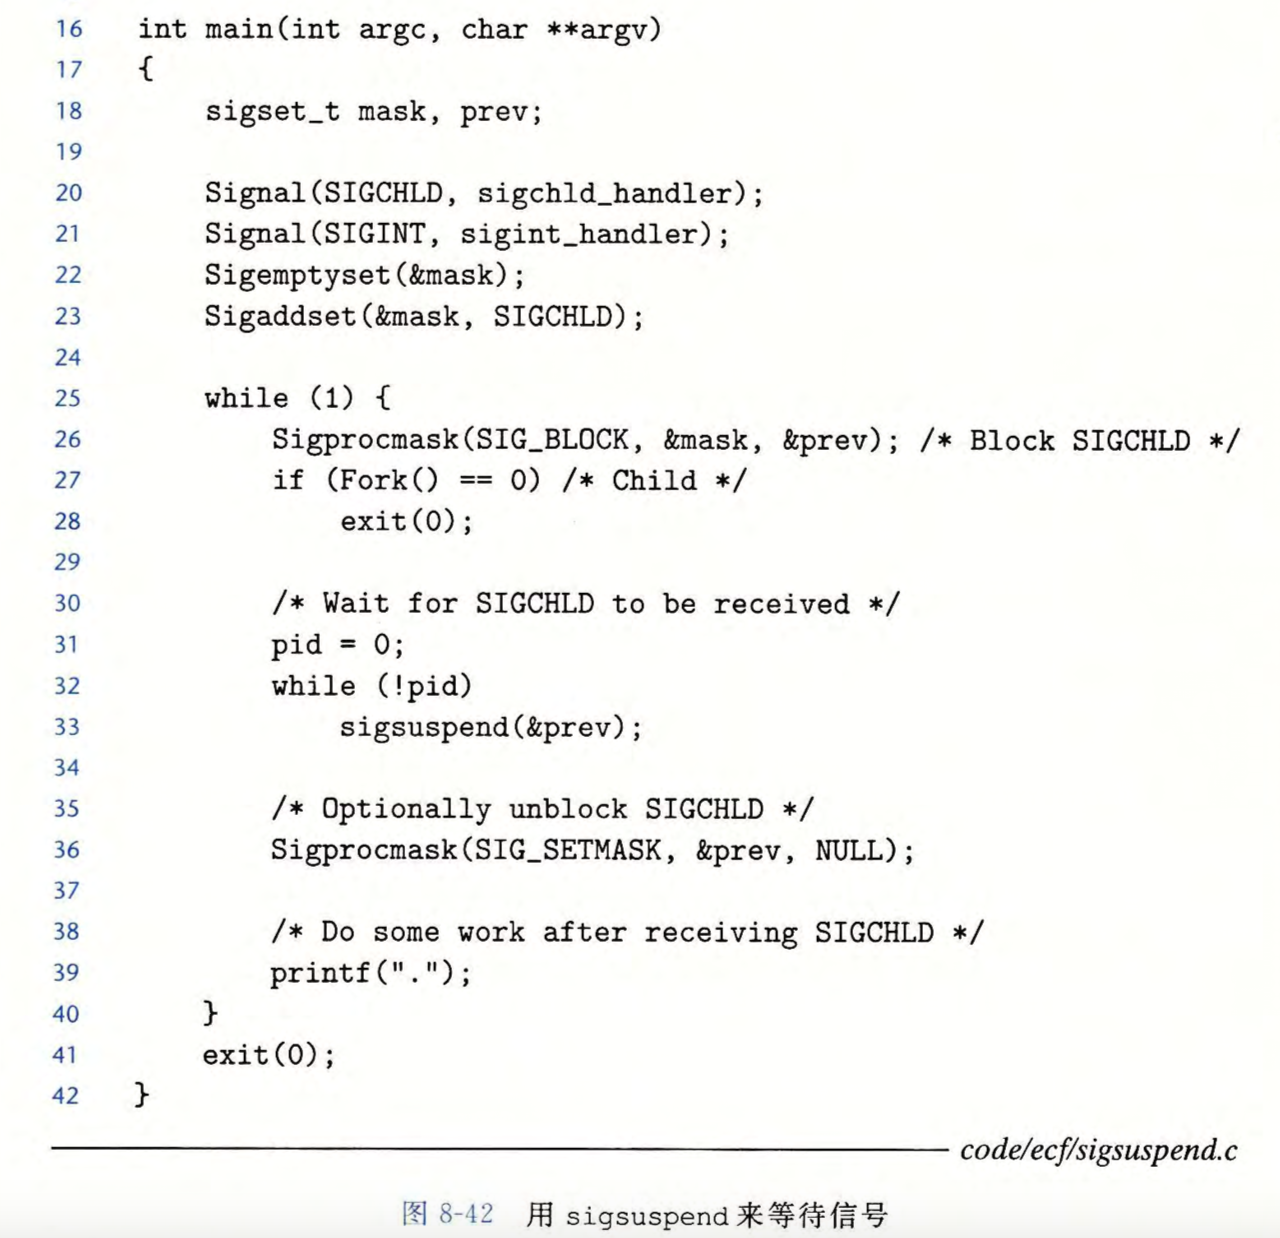 16 int main(int argc, char **argv)
17 {
18     sigset_t mask, prev;
19
20     Signal(SIGCHLD, sigchld_handler);
21     Signal(SIGINT, sigint_handler);
22     Sigemptyset(&mask);
23     Sigaddset(&mask, SIGCHLD);
24
25     while (1) {
26         Sigprocmask(SIG_BLOCK, &mask, &prev); /* Block SIGCHLD */
27         if (Fork() == 0) /* Child */
28             exit(0);
29
30         /* Wait for SIGCHLD to be received */
31         pid = 0;
32         while (!pid)
33             sigsuspend(&prev);
34
35         /* Optionally unblock SIGCHLD */
36         Sigprocmask(SIG_SETMASK, &prev, NULL);
37
38         /* Do some work after receiving SIGCHLD */
39         printf(".");
40     }
41     exit(0);
42 }
code/ecf/sigsuspend.c
图 8-42 用 sigsuspend 来等待信号